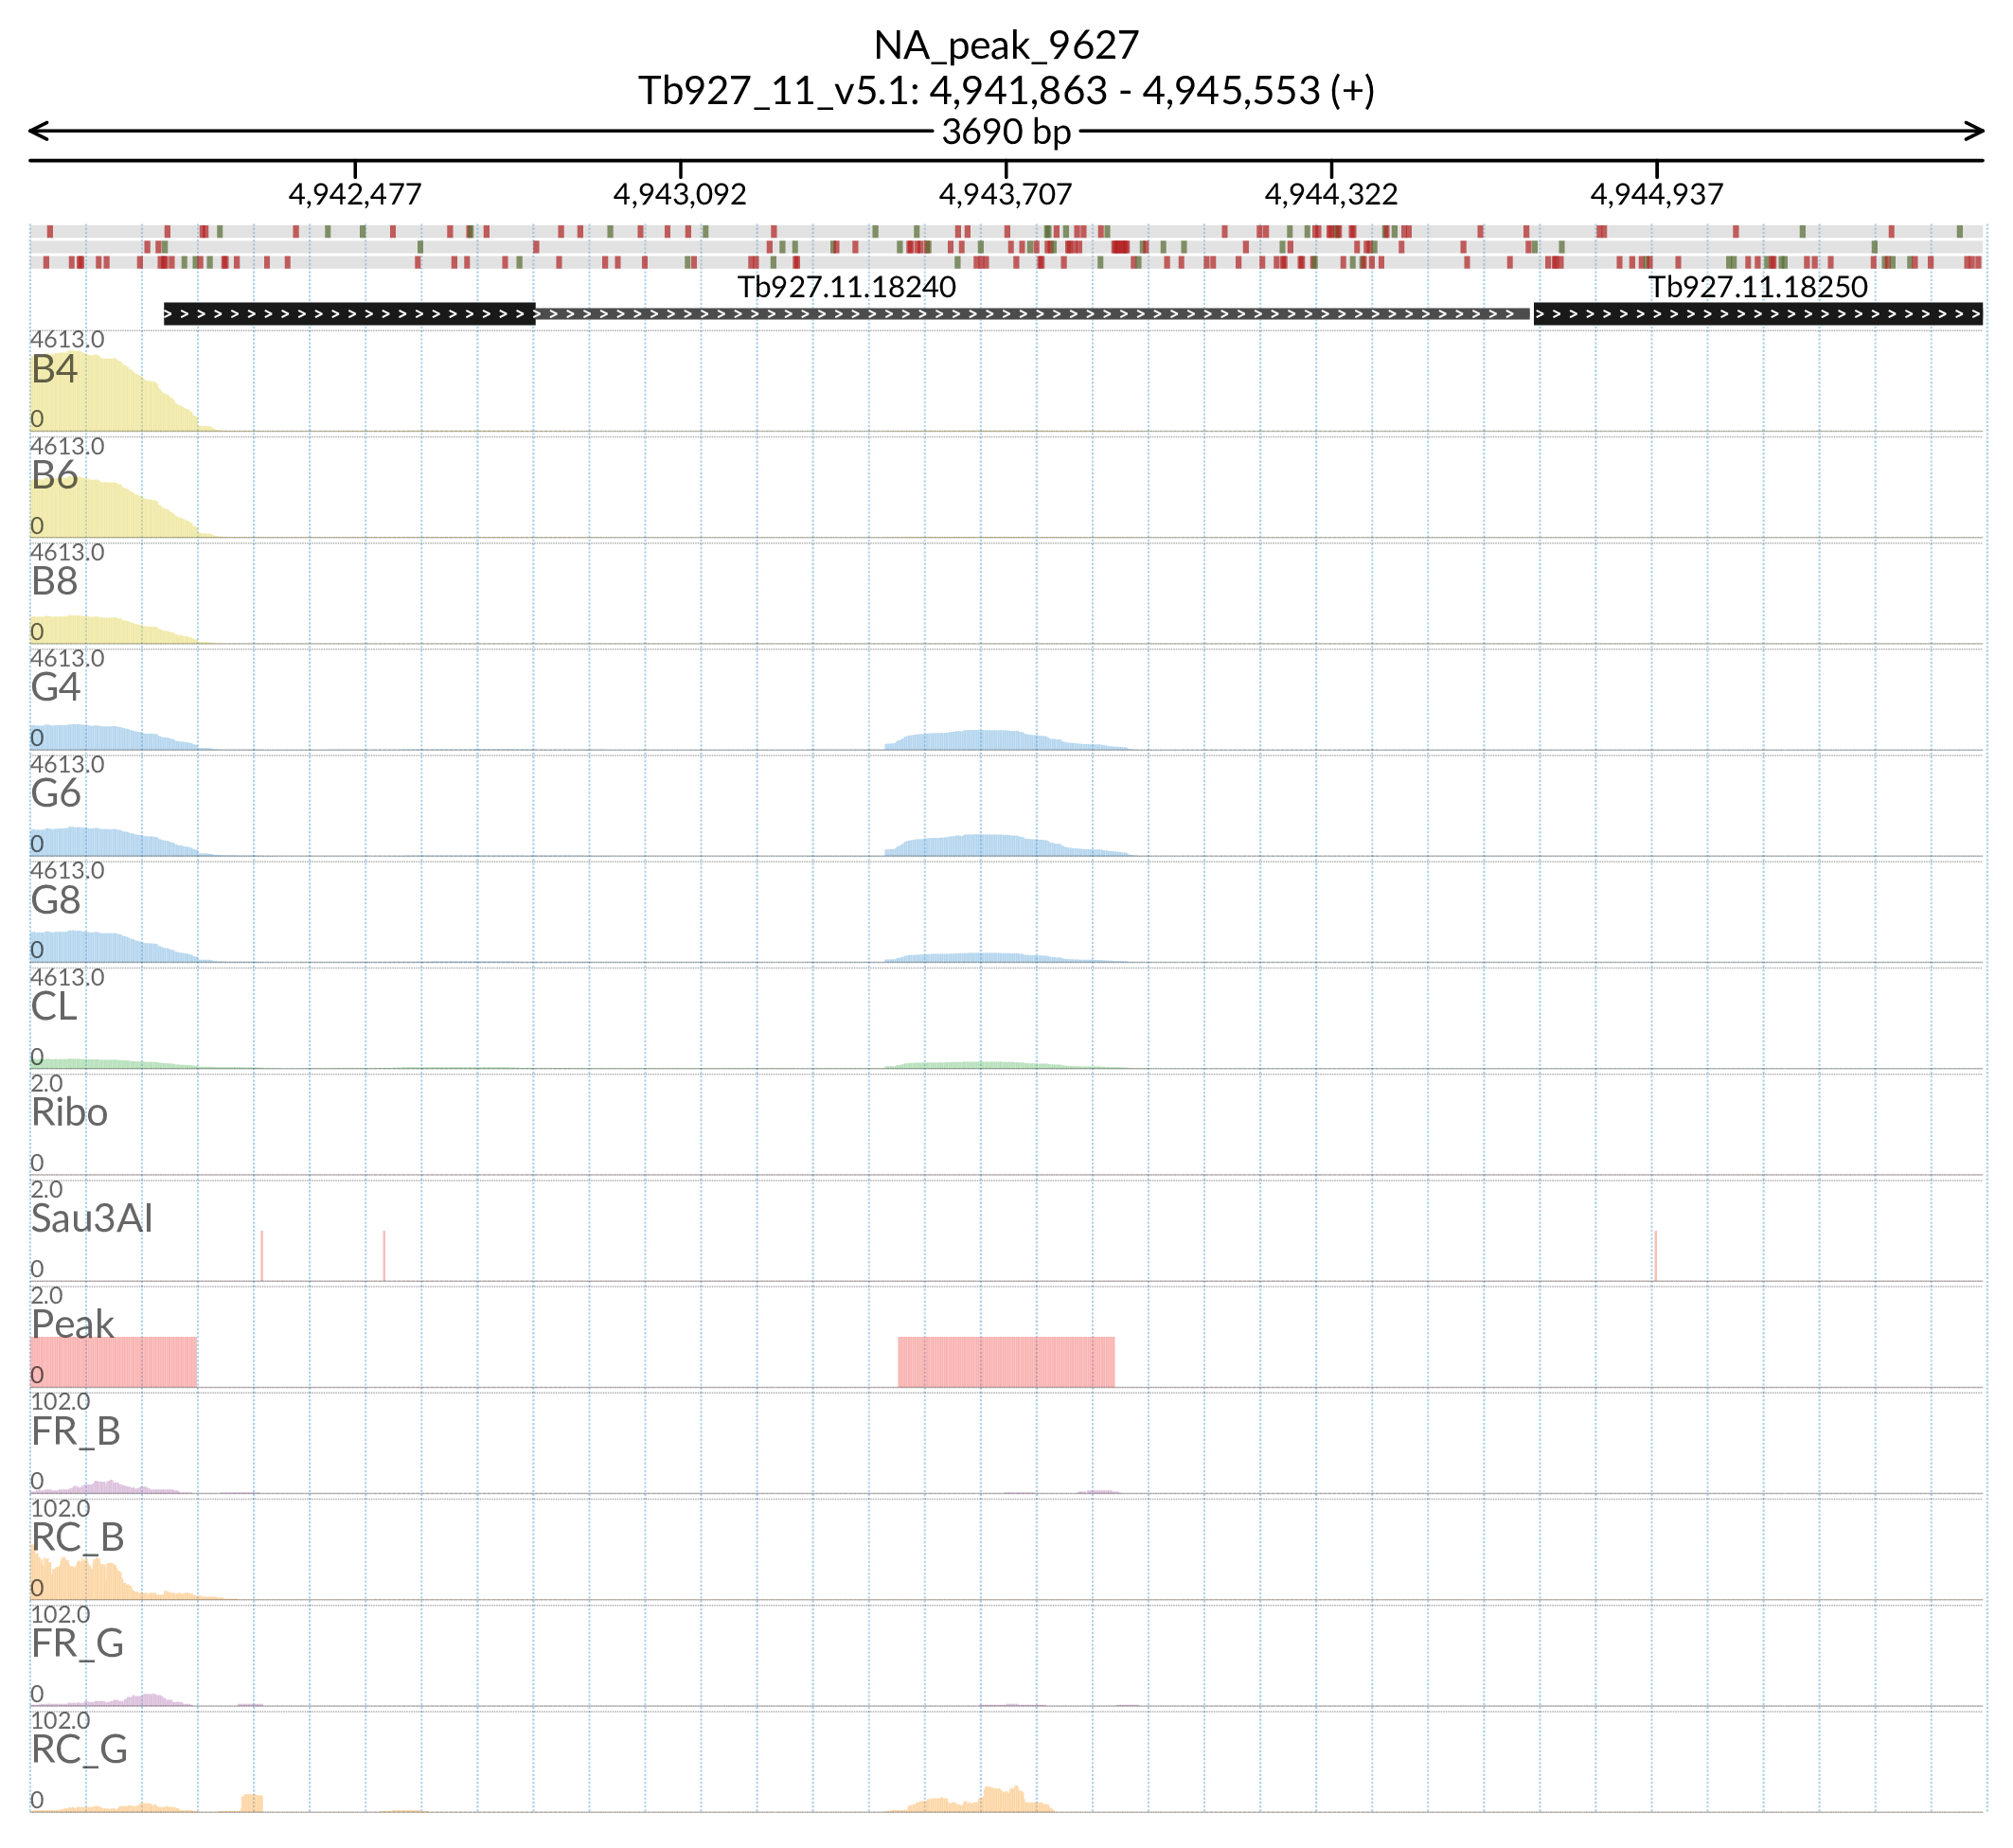 NA_peak_9627
Tb927_11_v5.1: 4,941,863 - 4,945,553 (+)
3690 bp
4,942,477 4,943,092 4,943,707 4,944,322 4,944,937
Tb927.11.18240 Tb927.11.18250
4613.0
B4
0
4613.0
B6
0
4613.0
B8
0
4613.0
G4
0
4613.0
G6
0
4613.0
G8
0
4613.0
CL
0
2.0
Ribo
0
2.0
Sau3AI
0
2.0
Peak
0
102.0
FR_B
0
102.0
RC_B
0
102.0
FR_G
0
102.0
RC_G
0